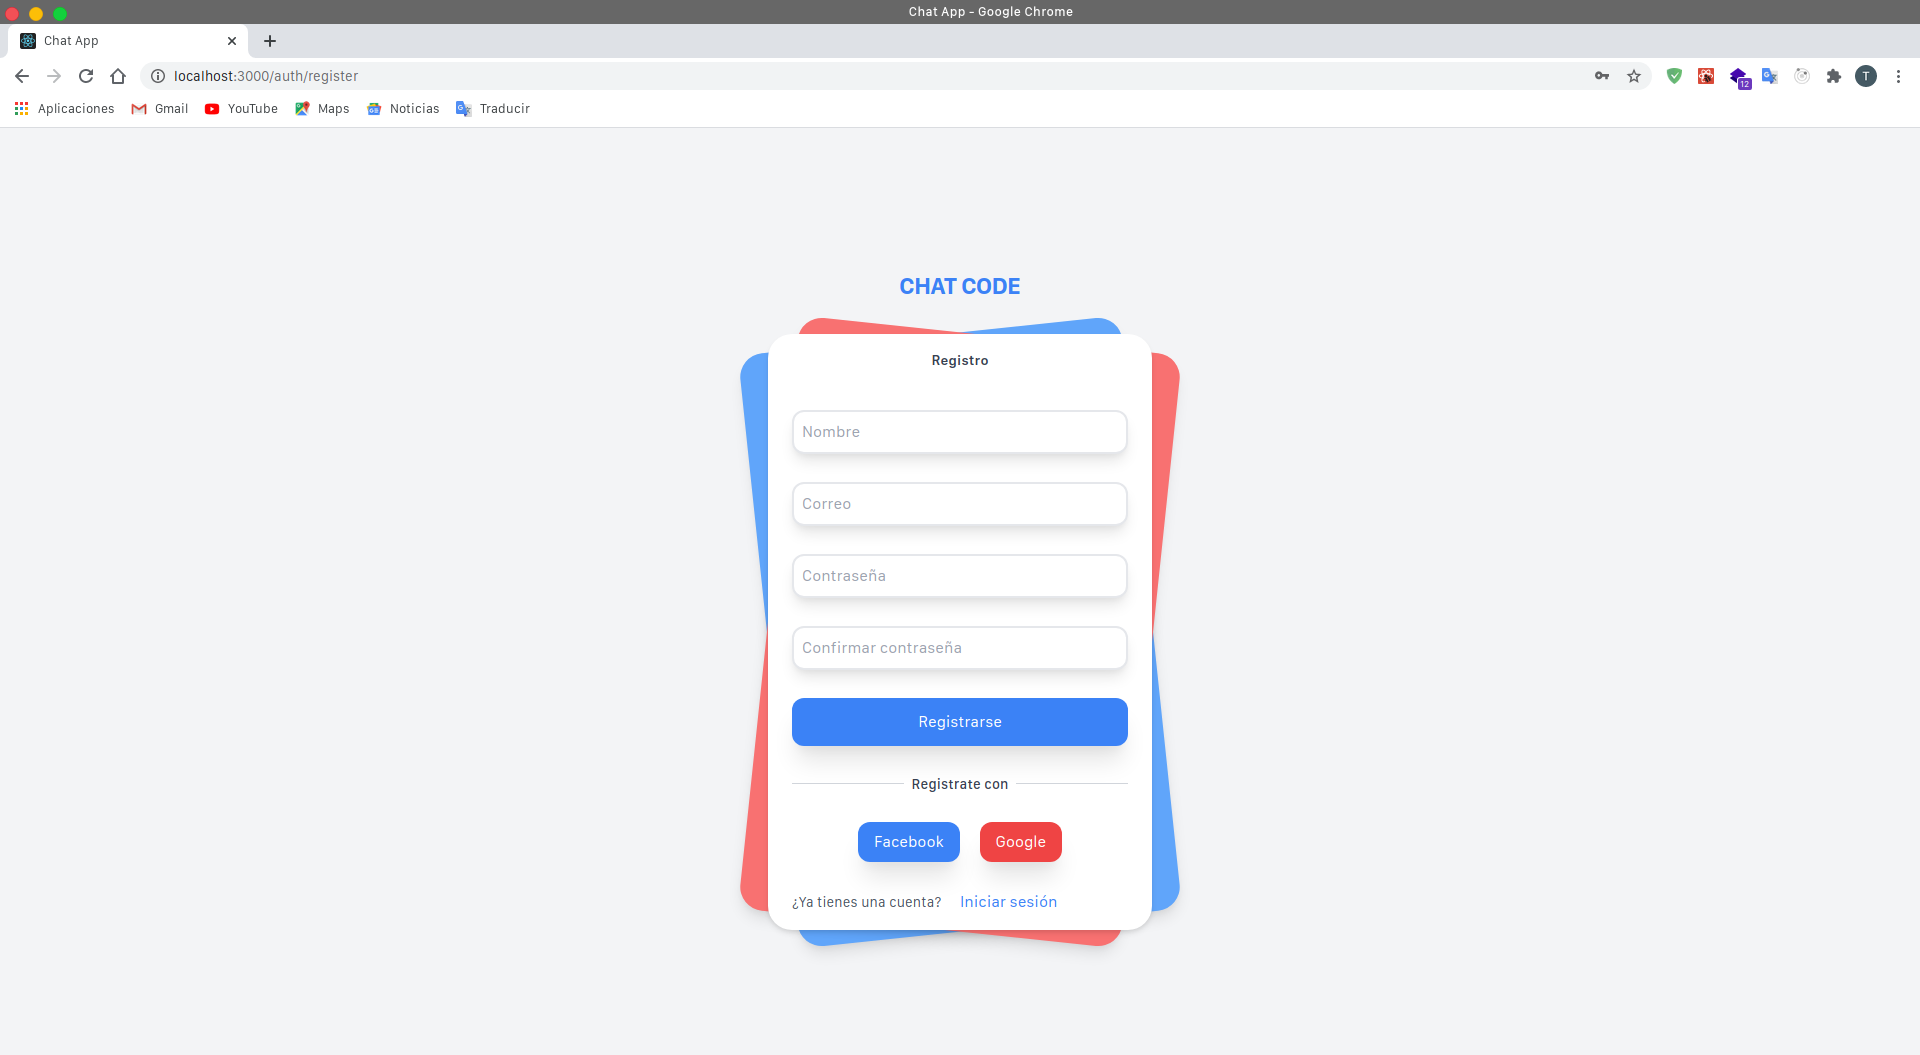 Chat App - Google Chrome
Chat App
localhost:3000/auth/register
12
T
Aplicaciones Gmail YouTube Maps Noticias Traducir
CHAT CODE
Registro
Nombre
Correo
Contraseña
Confirmar contraseña
Registrarse
Registrate con
Facebook Google
¿Ya tienes una cuenta? Iniciar sesión